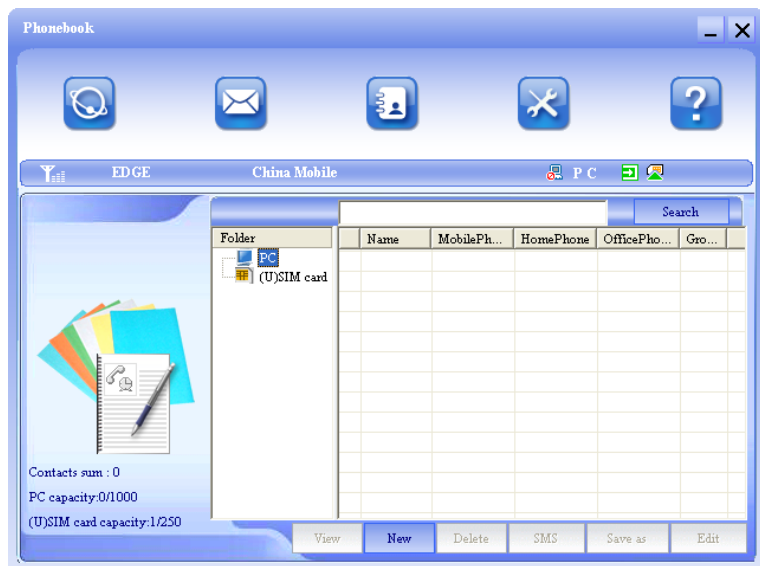 Phonebook
EDGE China Mobile P C
Search
Folder Name MobilePh... HomePhone OfficePho... Gro...
PC
(U)SIM card
Contacts sum : 0
PC capacity:0/1000
(U)SIM card capacity:1/250
View New Delete SMS Save as Edit